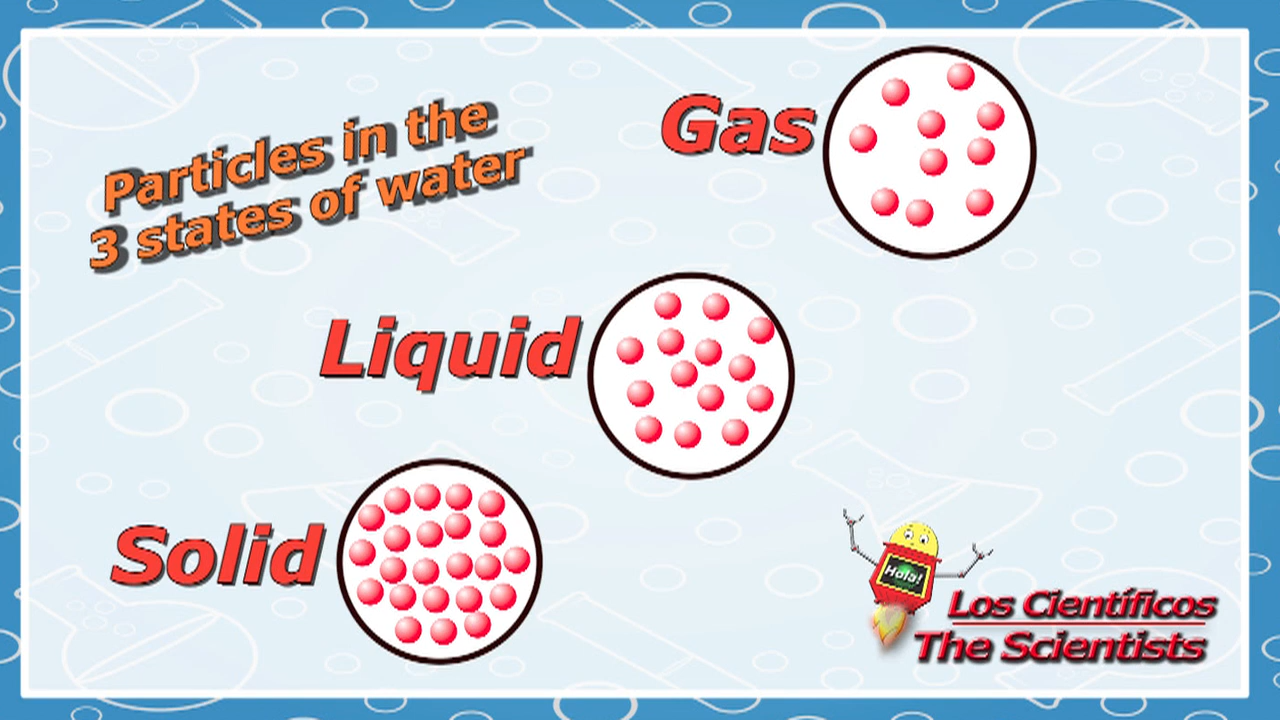 Particles in the
3 states of water
Gas
Liquid
Solid
Hola!
Los Científicos
The Scientists